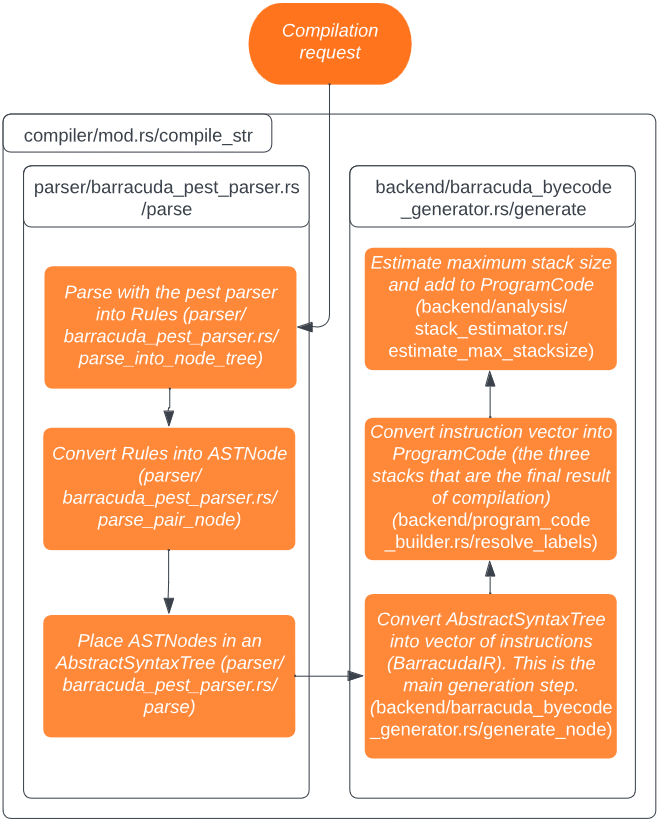 Compilation
request
compiler/mod.rs/compile_str
parser/barracuda_pest_parser.rs
/parse
Parse with the pest parser
into Rules (parser/
barracuda_pest_parser.rs/
parse_into_node_tree)
Convert Rules into ASTNode
(parser/
barracuda_pest_parser.rs/
parse_pair_node)
Place ASTNodes in an
AbstractSyntaxTree (parser/
barracuda_pest_parser.rs/
parse)
backend/barracuda_byecode
_generator.rs/generate
Estimate maximum stack size
and add to ProgramCode
(backend/analysis/
stack_estimator.rs/
estimate_max_stacksize)
Convert instruction vector into
ProgramCode (the three
stacks that are the final result
of compilation)
(backend/program_code
_builder.rs/resolve_labels)
Convert AbstractSyntaxTree
into vector of instructions
(BarracudaIR). This is the
main generation step.
(backend/barracuda_byecode
_generator.rs/generate_node)